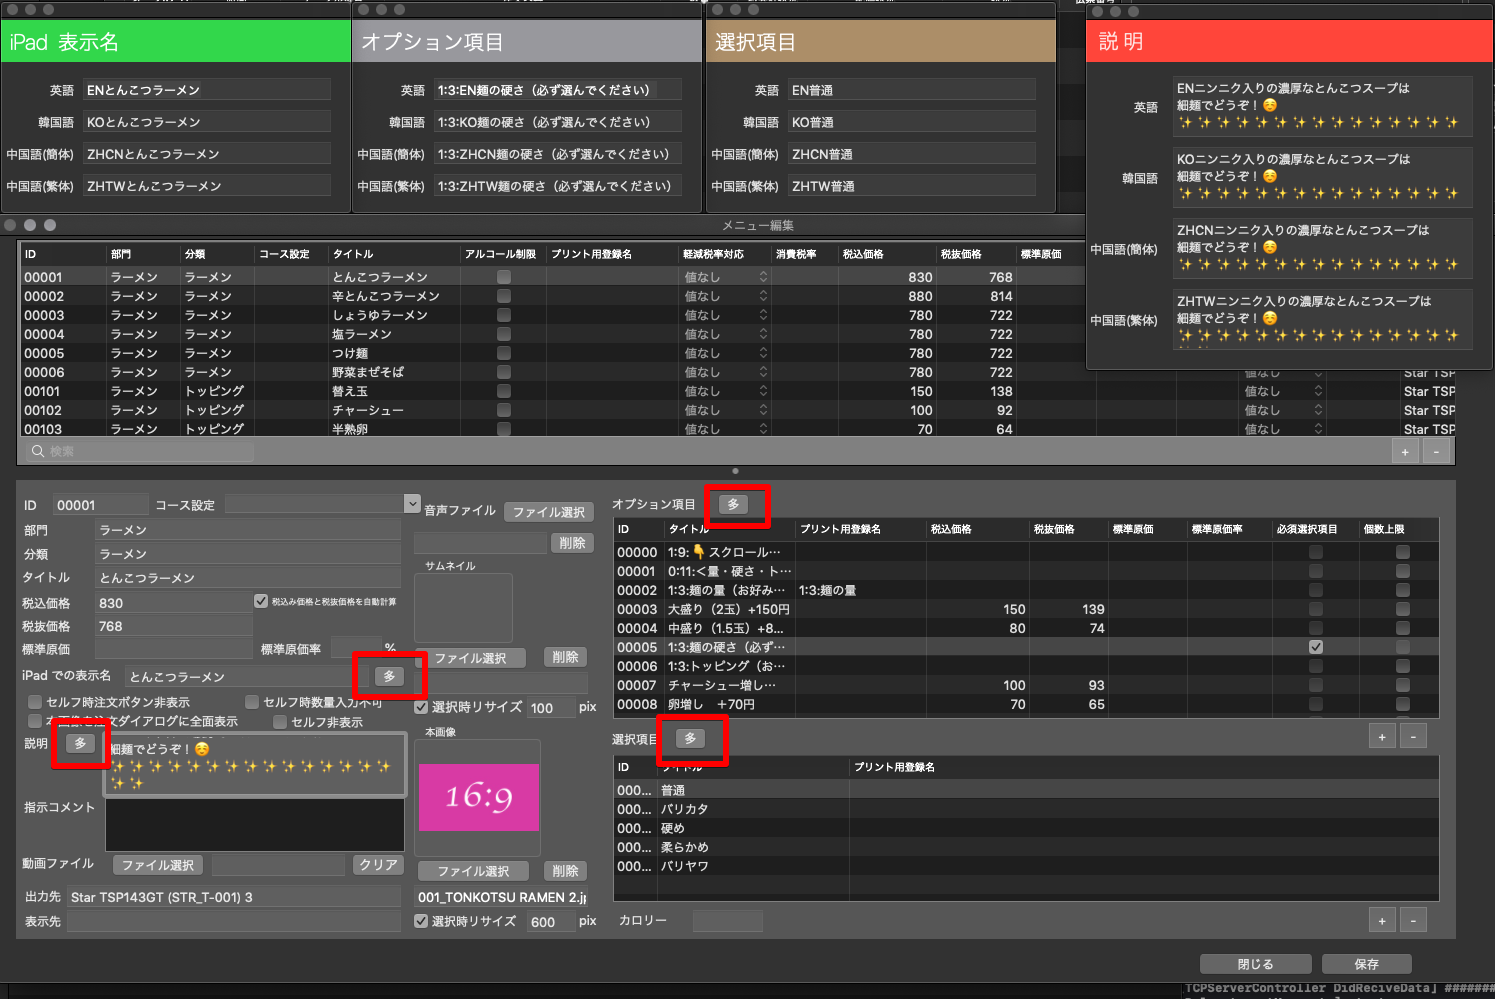 iPad 表示名
英語 ENとんこつラーメン
韓国語 KOとんこつラーメン
中国語(簡体) ZHCNとんこつラーメン
中国語(繁体) ZHTWとんこつラーメン
オプション項目
英語 1:3:EN麺の硬さ（必ず選んでください）
韓国語 1:3:KO麺の硬さ（必ず選んでください）
中国語(簡体) 1:3:ZHCN麺の硬さ（必ず選んでください）
中国語(繁体) 1:3:ZHTW麺の硬さ（必ず選んでください）
選択項目
英語 EN普通
韓国語 KO普通
中国語(簡体) ZHCN普通
中国語(繁体) ZHTW普通
説 明
英語 ENニンニク入りの濃厚なとんこつスープは
細麺でどうぞ！☺️
✨✨✨✨✨✨✨✨✨✨✨✨✨✨✨
韓国語 KOニンニク入りの濃厚なとんこつスープは
細麺でどうぞ！☺️
✨✨✨✨✨✨✨✨✨✨✨✨✨✨✨
中国語(簡体) ZHCNニンニク入りの濃厚なとんこつスープは
細麺でどうぞ！☺️
✨✨✨✨✨✨✨✨✨✨✨✨✨✨✨
中国語(繁体) ZHTWニンニク入りの濃厚なとんこつスープは
細麺でどうぞ！☺️
✨✨✨✨✨✨✨✨✨✨✨✨✨✨✨
メニュー編集
ID 部門 分類 コース設定 タイトル アルコール制限 プリント用登録名 軽減税率対応 消費税率 税込価格 税抜価格 標準原価
00001 ラーメン ラーメン とんこつラーメン 値なし 830 768
00002 ラーメン ラーメン 辛とんこつラーメン 値なし 880 814
00003 ラーメン ラーメン しょうゆラーメン 値なし 780 722
00004 ラーメン ラーメン 塩ラーメン 値なし 780 722
00005 ラーメン ラーメン つけ麺 値なし 780 722
00006 ラーメン ラーメン 野菜まぜそば 値なし 780 722 値なし Star TSP
00101 ラーメン トッピング 替え玉 値なし 150 138 値なし Star TSP
00102 ラーメン トッピング チャーシュー 値なし 100 92 値なし Star TSP
00103 ラーメン トッピング 半熟卵 値なし 70 64 値なし Star TSP
検索
+ -
ID 00001 コース設定
部門 ラーメン
分類 ラーメン
タイトル とんこつラーメン
税込価格 830 税込み価格と税抜価格を自動計算
税抜価格 768
標準原価 標準原価率 %
iPad での表示名 とんこつラーメン 多
セルフ時注文ボタン非表示 セルフ時数量入力不可
本画像を注文ダイアログに全面表示 セルフ非表示
説明 多
細麺でどうぞ！☺️
✨✨✨✨✨✨✨✨✨✨✨✨✨✨✨
✨✨
指示コメント
動画ファイル ファイル選択 クリア
出力先 Star TSP143GT (STR_T-001) 3
表示先
音声ファイル ファイル選択
削除
サムネイル
ファイル選択 削除
選択時リサイズ 100 pix
本画像
16:9
ファイル選択 削除
001_TONKOTSU RAMEN 2.j
選択時リサイズ 600 pix
オプション項目 多
ID タイトル プリント用登録名 税込価格 税抜価格 標準原価 標準原価率 必須選択項目 個数上限
00000 1:9:👇スクロール…
00001 0:11:＜量・硬さ・ト…
00002 1:3:麺の量（お好み… 1:3:麺の量
00003 大盛り（2玉）+150円 150 139
00004 中盛り（1.5玉）+8... 80 74
00005 1:3:麺の硬さ（必ず…
00006 1:3:トッピング（お…
00007 チャーシュー増し… 100 93
00008 卵増し ＋70円 70 65
選択項目 多
+ -
ID タイトル プリント用登録名
000... 普通
000... バリカタ
000... 硬め
000... 柔らかめ
000... バリヤワ
カロリー
+ -
閉じる 保存
TCPServerController DidReciveData] #######